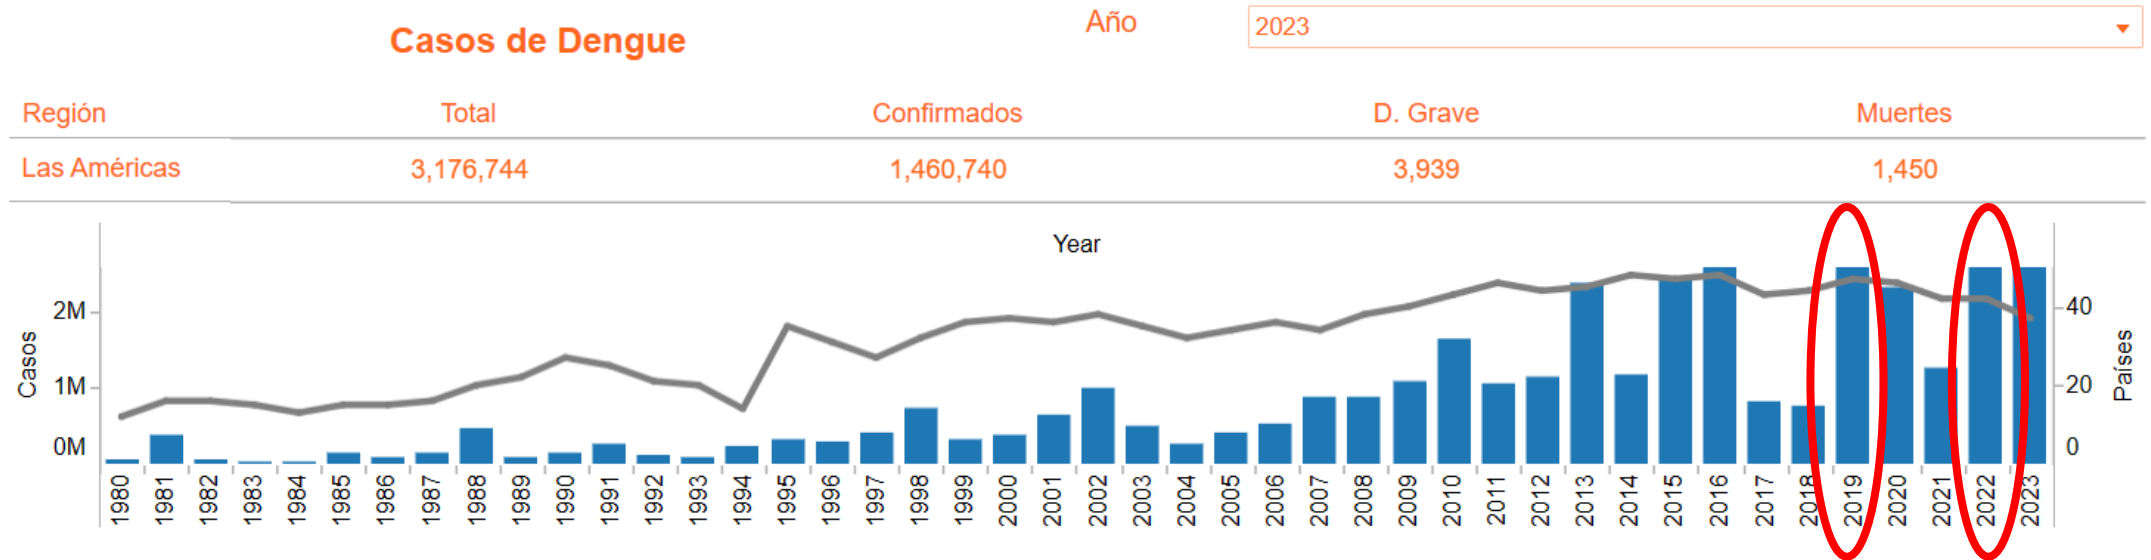 Casos de Dengue
Año
2023
Región Total Confirmados D. Grave Muertes
Las Américas 3,176,744 1,460,740 3,939 1,450
Year
Casos
2M
1M
0M
40
20
0
Países
1980 1981 1982 1983 1984 1985 1986 1987 1988 1989 1990 1991 1992 1993 1994 1995 1996 1997 1998 1999 2000 2001 2002 2003 2004 2005 2006 2007 2008 2009 2010 2011 2012 2013 2014 2015 2016 2017 2018 2019 2020 2021 2022 2023